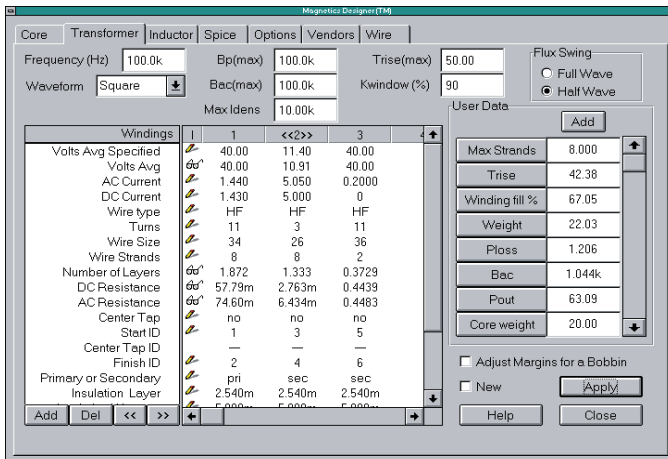 Magnetics Designer(TM)
Core Transformer Inductor Spice Options Vendors Wire
Frequency (Hz) 100.0k Bp(max) 100.0k Trise(max) 50.00 Flux Swing
Waveform Square Bac(max) 100.0k Kwindow (%) 90 Full Wave
Half Wave
Max Idens 10.00k User Data
Add
Windings I 1 <<2>> 3 4
Volts Avg Specified 40.00 11.40 40.00
Volts Avg 40.00 10.91 40.00
AC Current 1.440 5.050 0.2000
DC Current 1.430 5.000 0
Wire type HF HF HF
Turns 11 3 11
Wire Size 34 26 36
Wire Strands 8 8 2
Number of Layers 1.872 1.333 0.3729
DC Resistance 57.79m 2.763m 0.4439
AC Resistance 74.60m 6.434m 0.4483
Center Tap no no no
Start ID 1 3 5
Center Tap ID — — —
Finish ID 2 4 6
Primary or Secondary pri sec sec
Insulation Layer 2.540m 2.540m 2.540m
Add Del << >>
Max Strands 8.000
Trise 42.38
Winding fill % 67.05
Weight 22.03
Ploss 1.206
Bac 1.044k
Pout 63.09
Core weight 20.00
Adjust Margins for a Bobbin
New Apply
Help Close